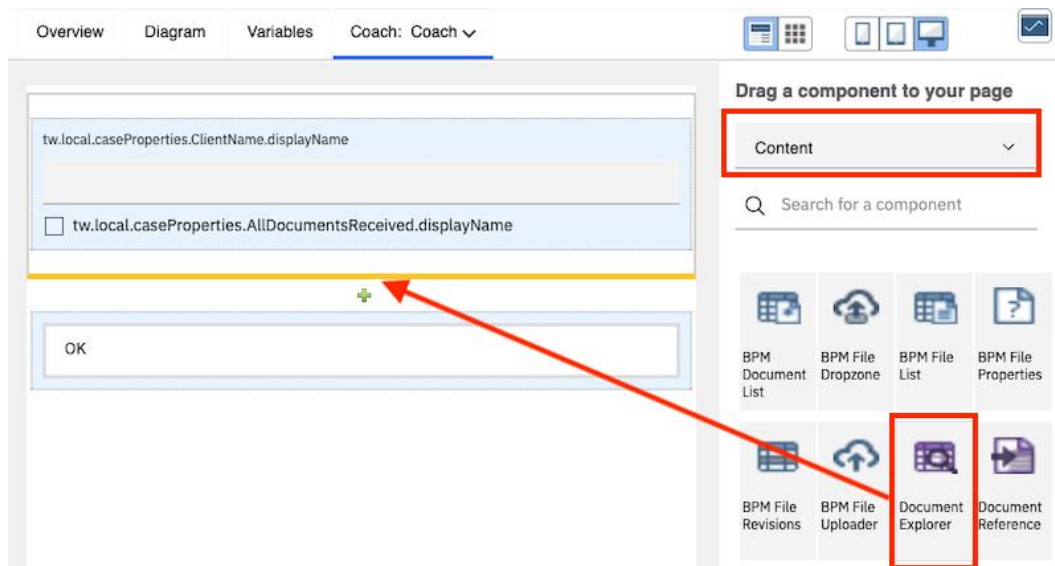 Overview Diagram Variables Coach: Coach
Drag a component to your page
Content
Search for a component
tw.local.caseProperties.ClientName.displayName
tw.local.caseProperties.AllDocumentsReceived.displayName
OK
BPM
Document
List
BPM File
Dropzone
BPM File
List
BPM File
Properties
BPM File
Revisions
BPM File
Uploader
Document
Explorer
Document
Reference